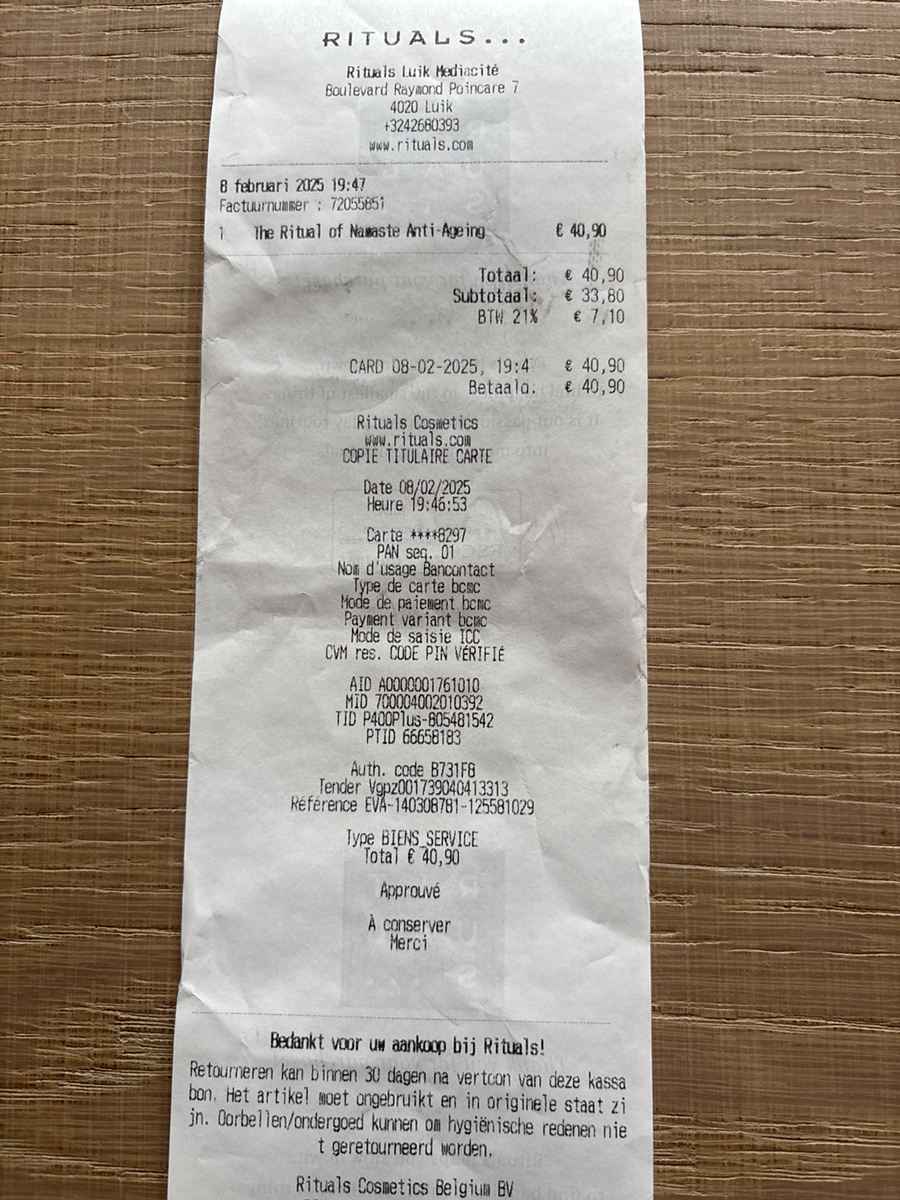 RITUALS...
Rituals Luik Mediacité
Boulevard Raymond Poincare 7
4020 Luik
+3242680393
www.rituals.com
8 februari 2025 19:47
Factuurnummer : 72055851
1 The Ritual of Namaste Anti-Ageing € 40,90
Totaal: € 40,90
Subtotaal: € 33,80
BTW 21% € 7,10
CARD 08-02-2025, 19:4 € 40,90
Betaald: € 40,90
Rituals Cosmetics
www.rituals.com
COPIE TITULAIRE CARTE
Date 08/02/2025
Heure 19:46:53
Carte ****8297
PAN seq. 01
Nom d'usage Bancontact
Type de carte bcmc
Mode de paiement bcmc
Payment variant bcmc
Mode de saisie ICC
CVM res. CODE PIN VÉRIFIÉ
AID A0000001761010
MID 700004002010392
TID P400Plus-805481542
PTID 66658183
Auth. code B731F8
Tender Vgpz001739040413313
Référence EVA-140308781-125581029
Type BIENS_SERVICE
Total € 40,90
Approuvé
À conserver
Merci
Bedankt voor uw aankoop bij Rituals!
Retourneren kan binnen 30 dagen na vertoon van deze kassa
bon. Het artikel moet ongebruikt en in originele staat zi
jn. Oorbellen/ondergoed kunnen om hygiënische redenen nie
t geretourneerd worden.
Rituals Cosmetics Belgium BV